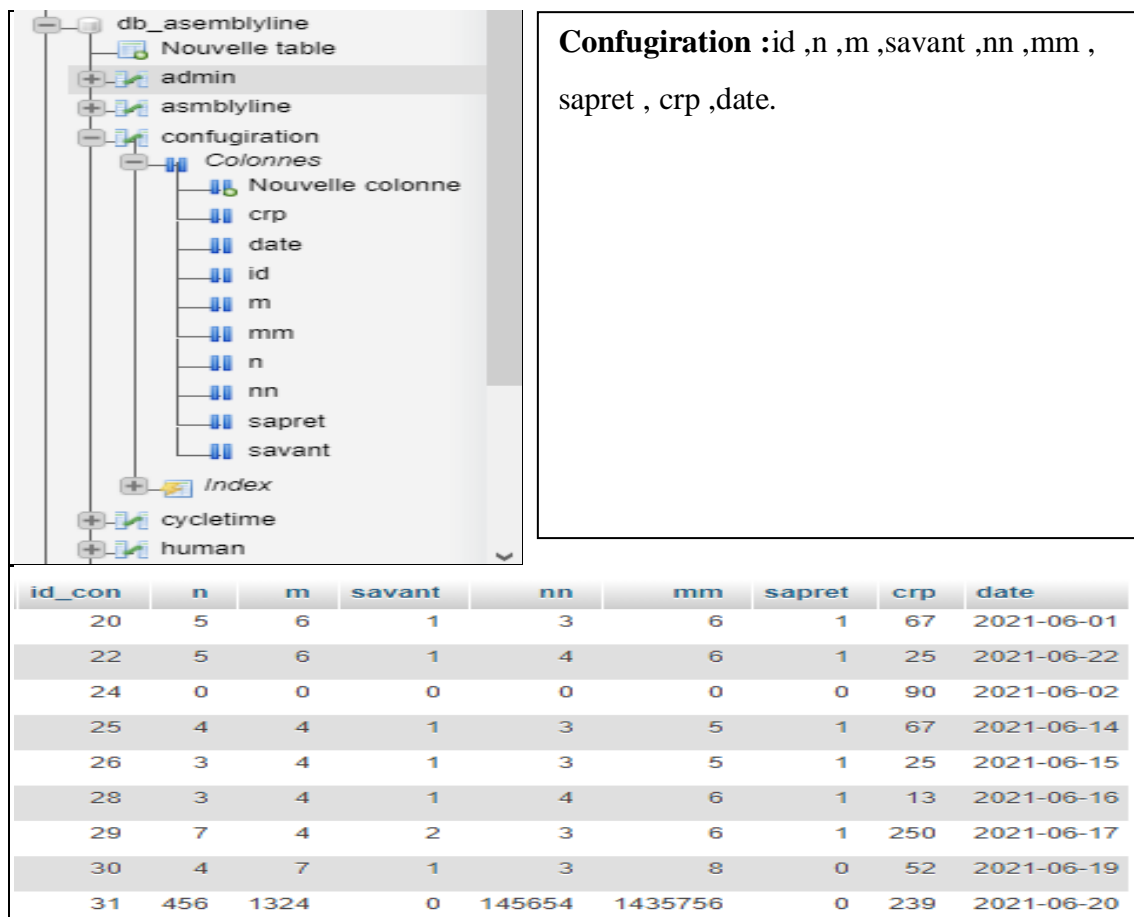 db_asemblyline
Nouvelle table
admin
asmblyline
confugiration
Colonnes
Nouvelle colonne
crp
date
id
m
mm
n
nn
sapret
savant
Index
cycletime
human
Confugiration :id ,n ,m ,savant ,nn ,mm ,
sapret , crp ,date.
id_con n m savant nn mm sapret crp date
20 5 6 1 3 6 1 67 2021-06-01
22 5 6 1 4 6 1 25 2021-06-22
24 0 0 0 0 0 0 90 2021-06-02
25 4 4 1 3 5 1 67 2021-06-14
26 3 4 1 3 5 1 25 2021-06-15
28 3 4 1 4 6 1 13 2021-06-16
29 7 4 2 3 6 1 250 2021-06-17
30 4 7 1 3 8 0 52 2021-06-19
31 456 1324 0 145654 1435756 0 239 2021-06-20